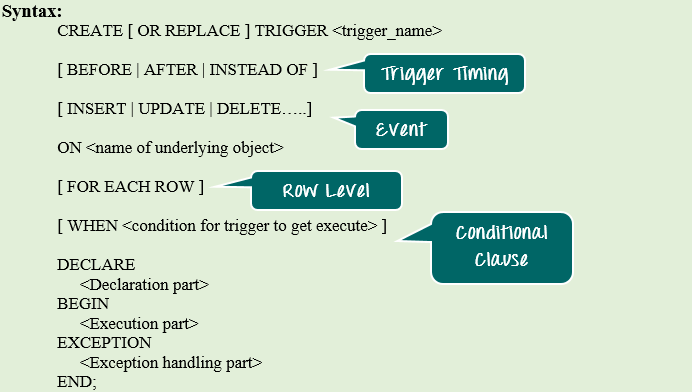 Syntax:
CREATE [ OR REPLACE ] TRIGGER <trigger_name>
[ BEFORE | AFTER | INSTEAD OF ]
Trigger Timing
[ INSERT | UPDATE | DELETE…..]
Event
ON <name of underlying object>
[ FOR EACH ROW ]
Row Level
[ WHEN <condition for trigger to get execute> ]
Conditional
Clause
DECLARE
<Declaration part>
BEGIN
<Execution part>
EXCEPTION
<Exception handling part>
END;